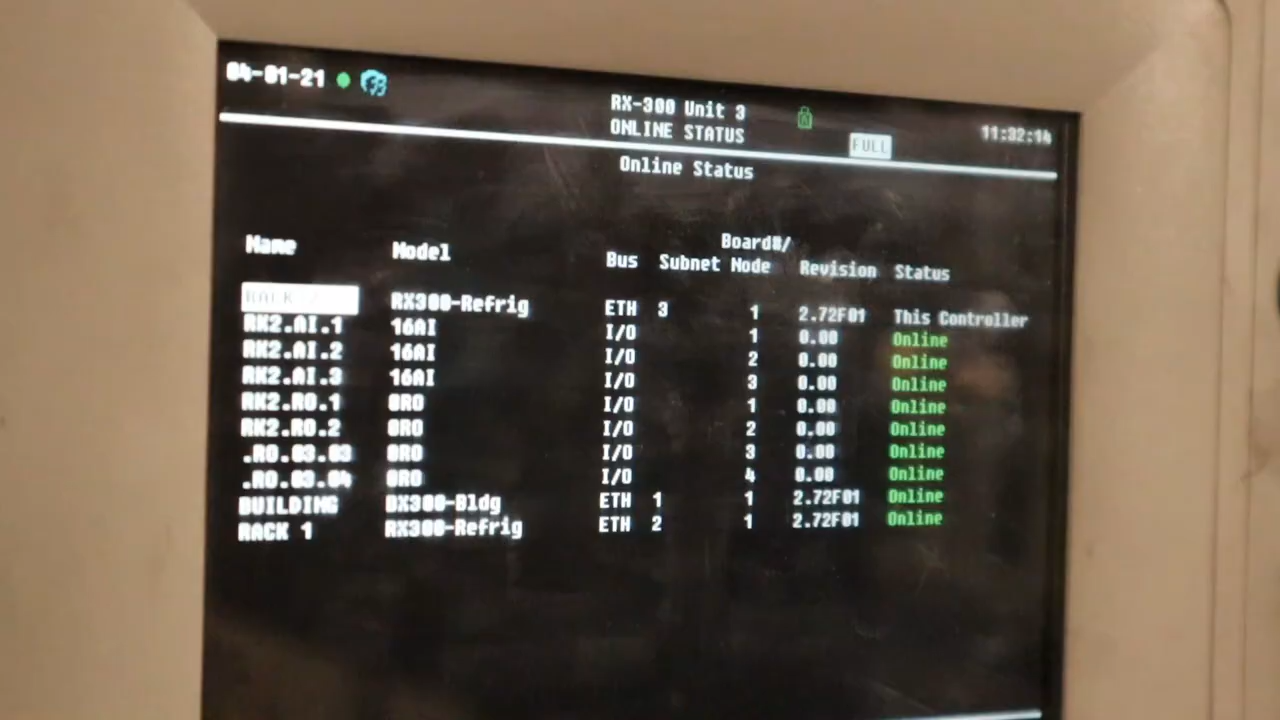 04-01-21
RX-300 Unit 3
ONLINE STATUS
FULL
11:32:14
Online Status
Name Model Bus Subnet Board#/ Node Revision Status
RACK 2 RX300-Refrig ETH 3 1 2.72F01 This Controller
RK2.AI.1 16AI I/O 1 0.00 Online
RK2.AI.2 16AI I/O 2 0.00 Online
RK2.AI.3 16AI I/O 3 0.00 Online
RK2.RO.1 8RO I/O 1 0.00 Online
RK2.RO.2 8RO I/O 2 0.00 Online
.RO.03.03 8RO I/O 3 0.00 Online
.RO.03.04 8RO I/O 4 0.00 Online
BUILDING BX300-Bldg ETH 1 1 2.72F01 Online
RACK 1 RX300-Refrig ETH 2 1 2.72F01 Online